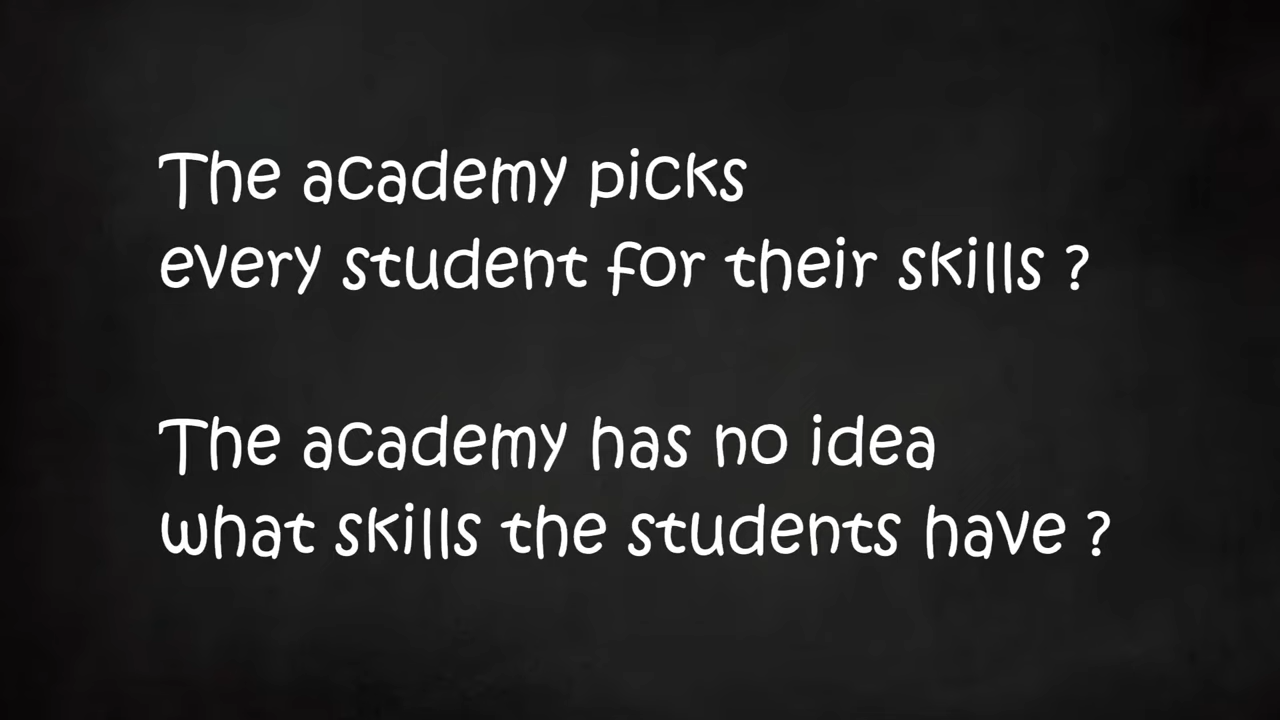 The academy picks
every student for their skills ?
The academy has no idea
what skills the students have ?